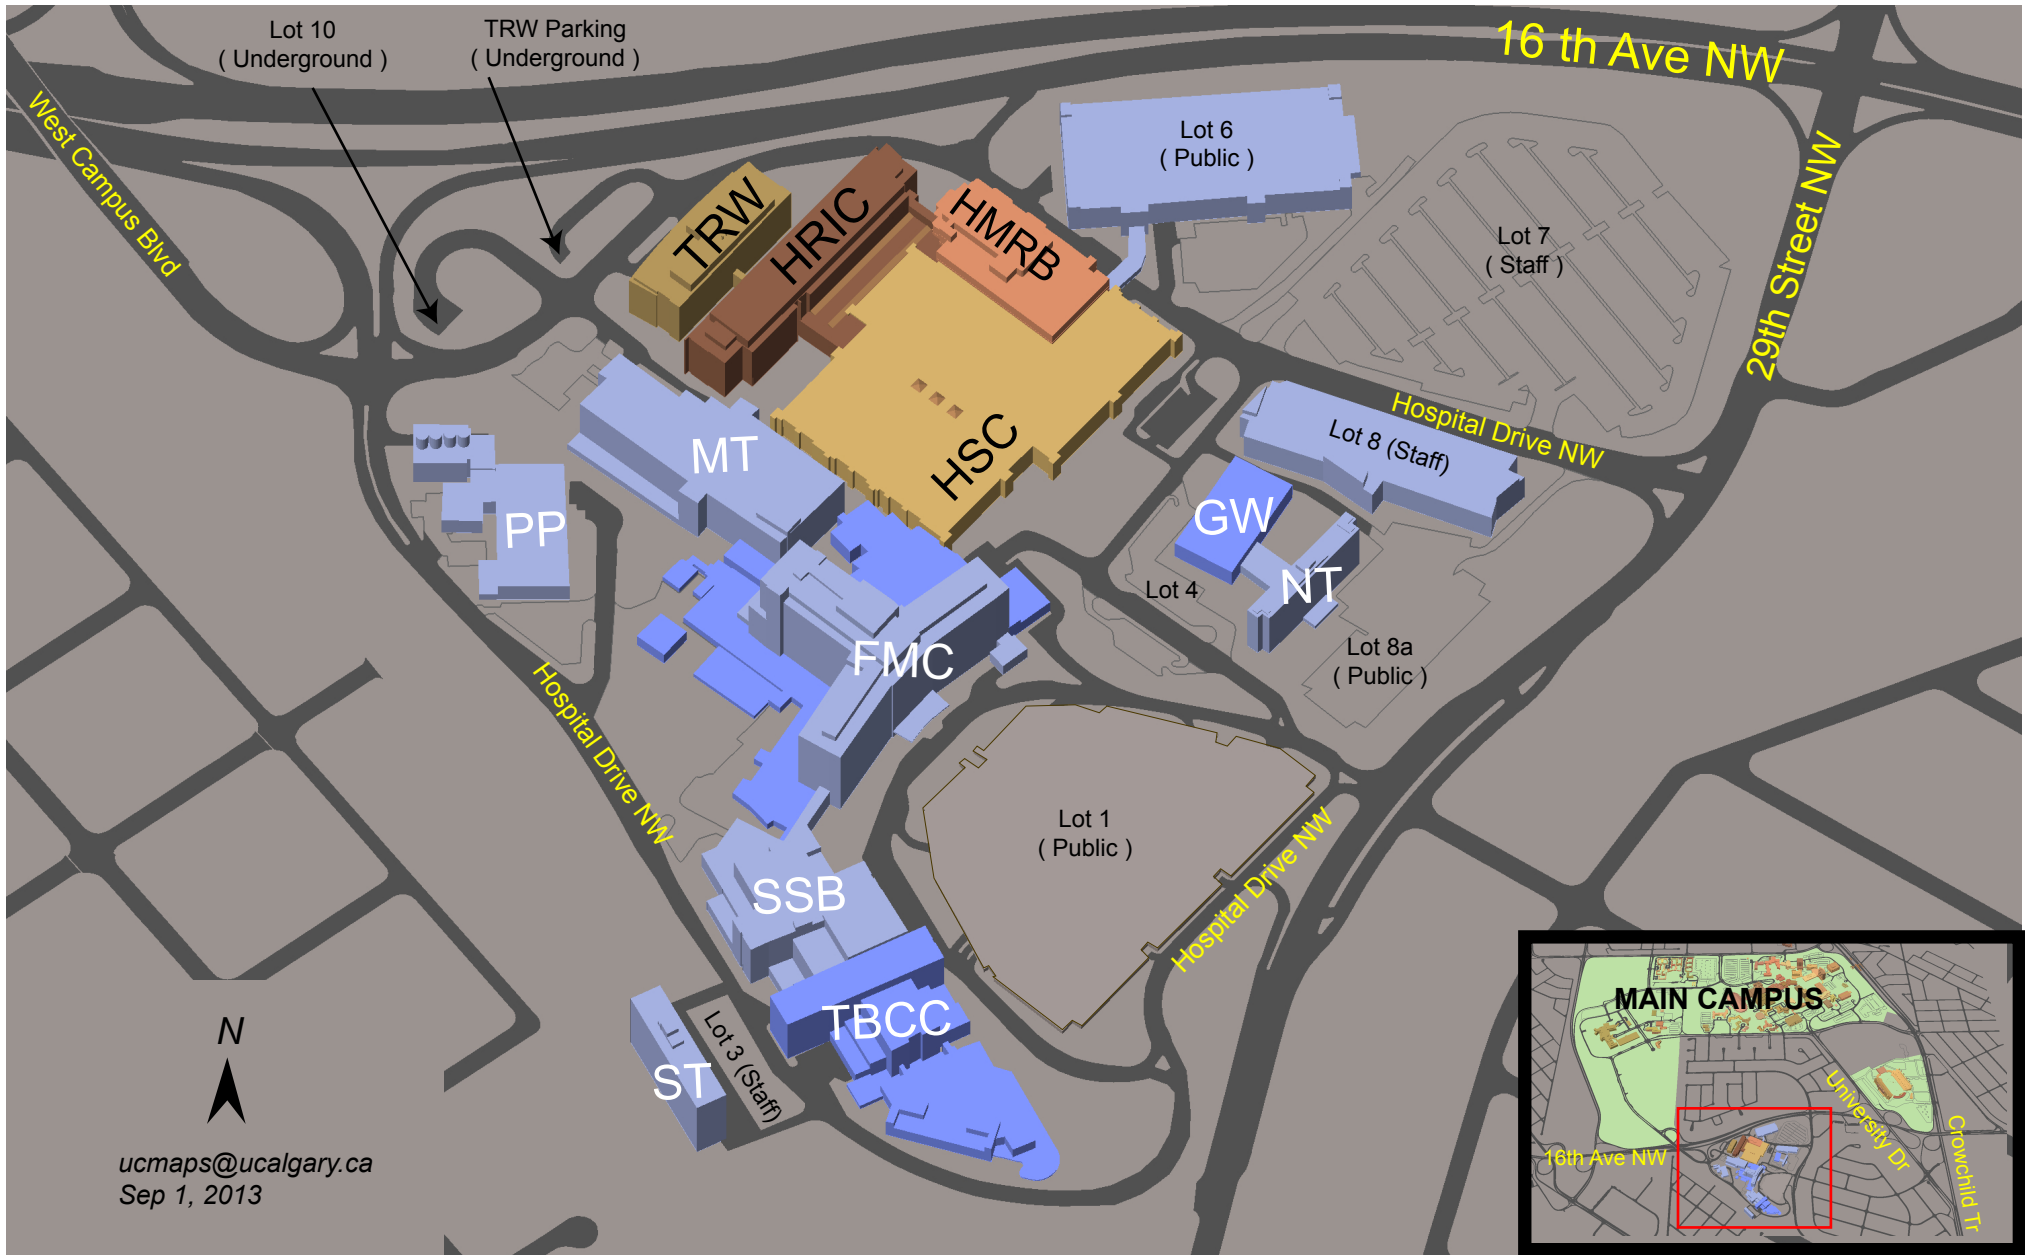 Lot 10
( Underground )
TRW Parking
( Underground )
16 th Ave NW
West Campus Blvd
Lot 6
( Public )
29th Street NW
TRW
HRIC
HMRB
Lot 7
( Staff )
Hospital Drive NW
Lot 8 (Staff)
MT
HSC
PP
GW
NT
Lot 4
Lot 8a
( Public )
FMC
Hospital Drive NW
Lot 1
( Public )
Hospital Drive NW
SSB
TBCC
Lot 3 (Staff)
ST
N
ucmaps@ucalgary.ca
Sep 1, 2013
MAIN CAMPUS
University Dr
Crowchild Tr
16th Ave NW